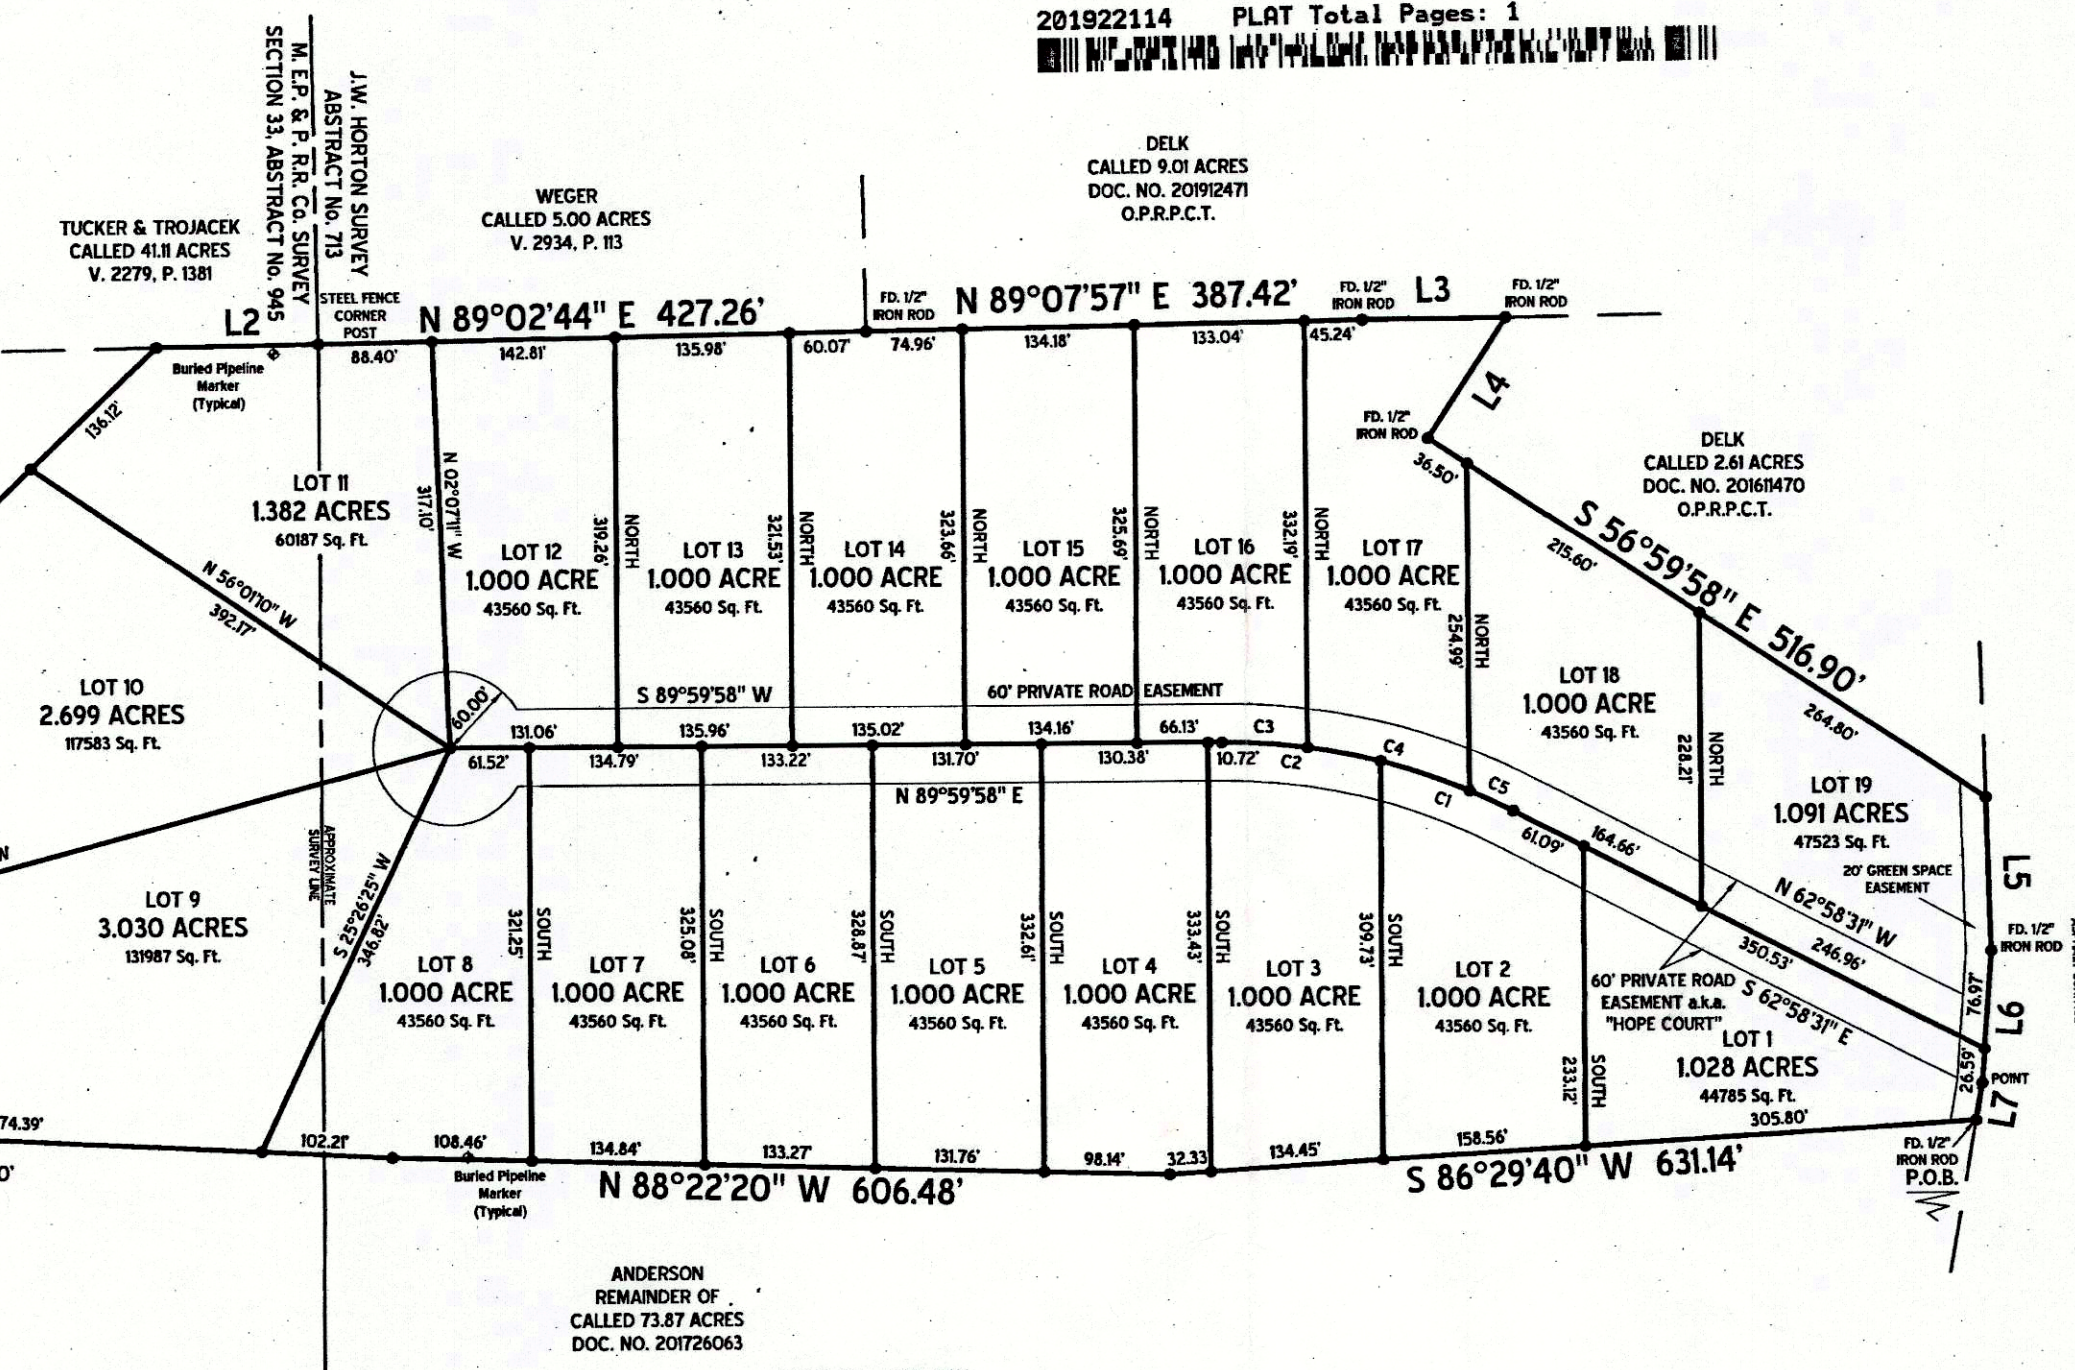 201922114 PLAT Total Pages: 1
M. E.P. & P. R.R. Co. SURVEY
SECTION 33, ABSTRACT No. 945
J.W. HORTON SURVEY
ABSTRACT No. 713
TUCKER & TROJACEK
CALLED 41.11 ACRES
V. 2279, P. 1381
WEGER
CALLED 5.00 ACRES
V. 2934, P. 113
DELK
CALLED 9.01 ACRES
DOC. NO. 201912471
O.P.R.P.C.T.
L2
STEEL FENCE
CORNER
POST
N 89°02'44" E 427.26'
FD. 1/2"
IRON ROD
N 89°07'57" E 387.42'
FD. 1/2"
IRON ROD
L3
FD. 1/2"
IRON ROD
88.40'
142.81'
135.98'
60.07'
74.96'
134.18'
133.04'
45.24'
Buried Pipeline
Marker
(Typical)
136.12'
L4
FD. 1/2"
IRON ROD
36.50'
DELK
CALLED 2.61 ACRES
DOC. NO. 201611470
O.P.R.P.C.T.
S 56°59'58" E 516.90'
215.60'
264.80'
LOT 11
1.382 ACRES
60187 Sq. Ft.
N 02°07'11" W
317.10'
LOT 12
1.000 ACRE
43560 Sq. Ft.
319.26'
NORTH
LOT 13
1.000 ACRE
43560 Sq. Ft.
321.53'
NORTH
LOT 14
1.000 ACRE
43560 Sq. Ft.
323.66'
NORTH
LOT 15
1.000 ACRE
43560 Sq. Ft.
325.69'
NORTH
LOT 16
1.000 ACRE
43560 Sq. Ft.
332.19'
NORTH
LOT 17
1.000 ACRE
43560 Sq. Ft.
254.99'
NORTH
LOT 18
1.000 ACRE
43560 Sq. Ft.
228.21'
NORTH
LOT 19
1.091 ACRES
47523 Sq. Ft.
20' GREEN SPACE
EASEMENT
L5
FD. 1/2"
IRON ROD
N 56°01'10" W
392.17'
LOT 10
2.699 ACRES
117583 Sq. Ft.
60.00'
S 89°59'58" W
60' PRIVATE ROAD EASEMENT
131.06'
135.96'
135.02'
134.16'
66.13'
C3
C4
C5
164.66'
N 62°58'31" W
246.96'
61.52'
134.79'
133.22'
131.70'
130.38'
10.72'
C2
C1
61.09'
350.53'
N 89°59'58" E
60' PRIVATE ROAD
EASEMENT a.k.a.
"HOPE COURT"
S 62°58'31" E
76.97'
L6
26.59'
POINT
L7
N
APPROXIMATE
SURVEY LINE
LOT 9
3.030 ACRES
131987 Sq. Ft.
S 25°26'25" W
346.82'
LOT 8
1.000 ACRE
43560 Sq. Ft.
321.25'
SOUTH
LOT 7
1.000 ACRE
43560 Sq. Ft.
325.08'
SOUTH
LOT 6
1.000 ACRE
43560 Sq. Ft.
328.87'
SOUTH
LOT 5
1.000 ACRE
43560 Sq. Ft.
332.61'
SOUTH
LOT 4
1.000 ACRE
43560 Sq. Ft.
333.43'
SOUTH
LOT 3
1.000 ACRE
43560 Sq. Ft.
309.73'
SOUTH
LOT 2
1.000 ACRE
43560 Sq. Ft.
233.12'
SOUTH
LOT 1
1.028 ACRES
44785 Sq. Ft.
305.80'
74.39'
0'
102.21'
108.46'
134.84'
133.27'
131.76'
98.14'
32.33
134.45'
158.56'
Buried Pipeline
Marker
(Typical)
N 88°22'20" W 606.48'
S 86°29'40" W 631.14'
FD. 1/2"
IRON ROD
P.O.B.
ANDERSON
REMAINDER OF
CALLED 73.87 ACRES
DOC. NO. 201726063